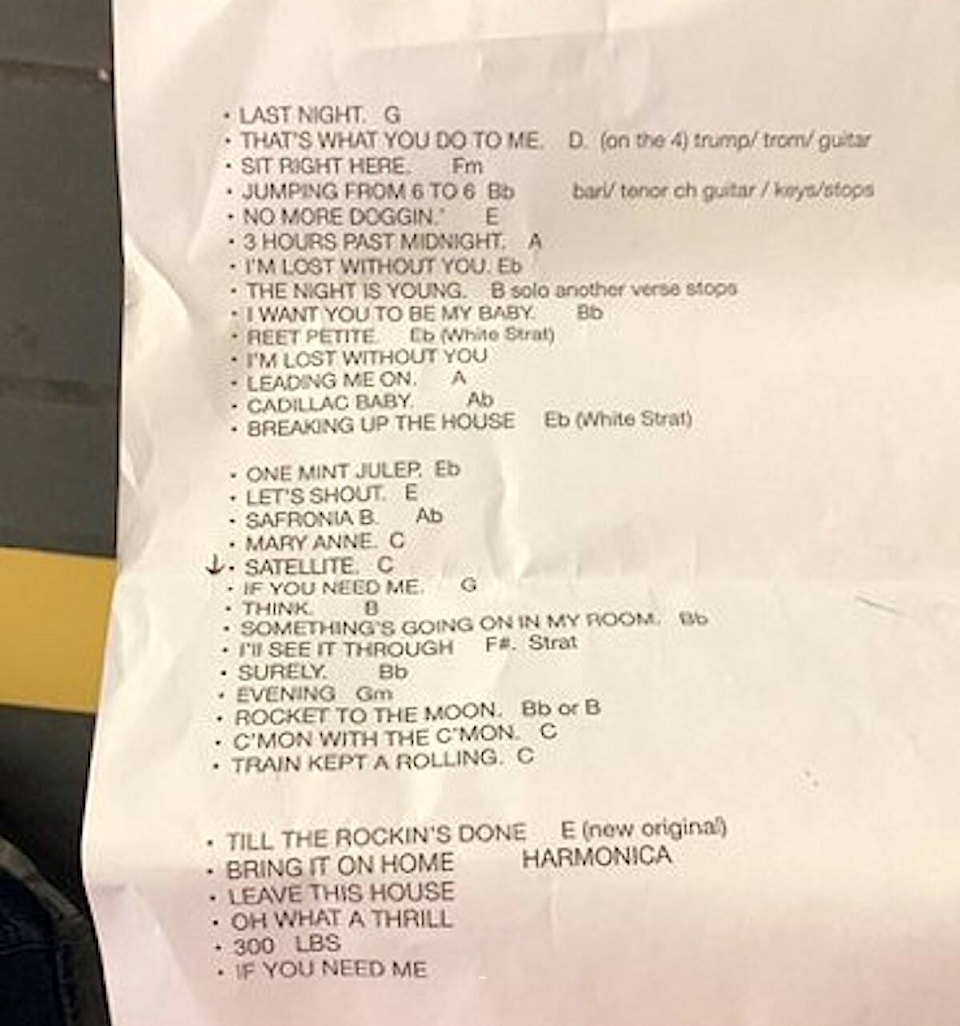 • LAST NIGHT. G
• THAT'S WHAT YOU DO TO ME. D. (on the 4) trump/ trom/ guitar
• SIT RIGHT HERE. Fm
• JUMPING FROM 6 TO 6 Bb bari/ tenor ch guitar / keys/stops
• NO MORE DOGGIN.' E
• 3 HOURS PAST MIDNIGHT. A
• I'M LOST WITHOUT YOU. Eb
• THE NIGHT IS YOUNG. B solo another verse stops
• I WANT YOU TO BE MY BABY. Bb
• REET PETITE. Eb (White Strat)
• I'M LOST WITHOUT YOU
• LEADING ME ON. A
• CADILLAC BABY. Ab
• BREAKING UP THE HOUSE Eb (White Strat)
• ONE MINT JULEP. Eb
• LET'S SHOUT. E
• SAFRONIA B. Ab
• MARY ANNE. C
↓• SATELLITE. C
• IF YOU NEED ME. G
• THINK. B
• SOMETHING'S GOING ON IN MY ROOM. Bb
• I'll SEE IT THROUGH F#. Strat
• SURELY. Bb
• EVENING Gm
• ROCKET TO THE MOON. Bb or B
• C'MON WITH THE C'MON. C
• TRAIN KEPT A ROLLING. C
• TILL THE ROCKIN'S DONE E (new original)
• BRING IT ON HOME HARMONICA
• LEAVE THIS HOUSE
• OH WHAT A THRILL
• 300 LBS
• IF YOU NEED ME